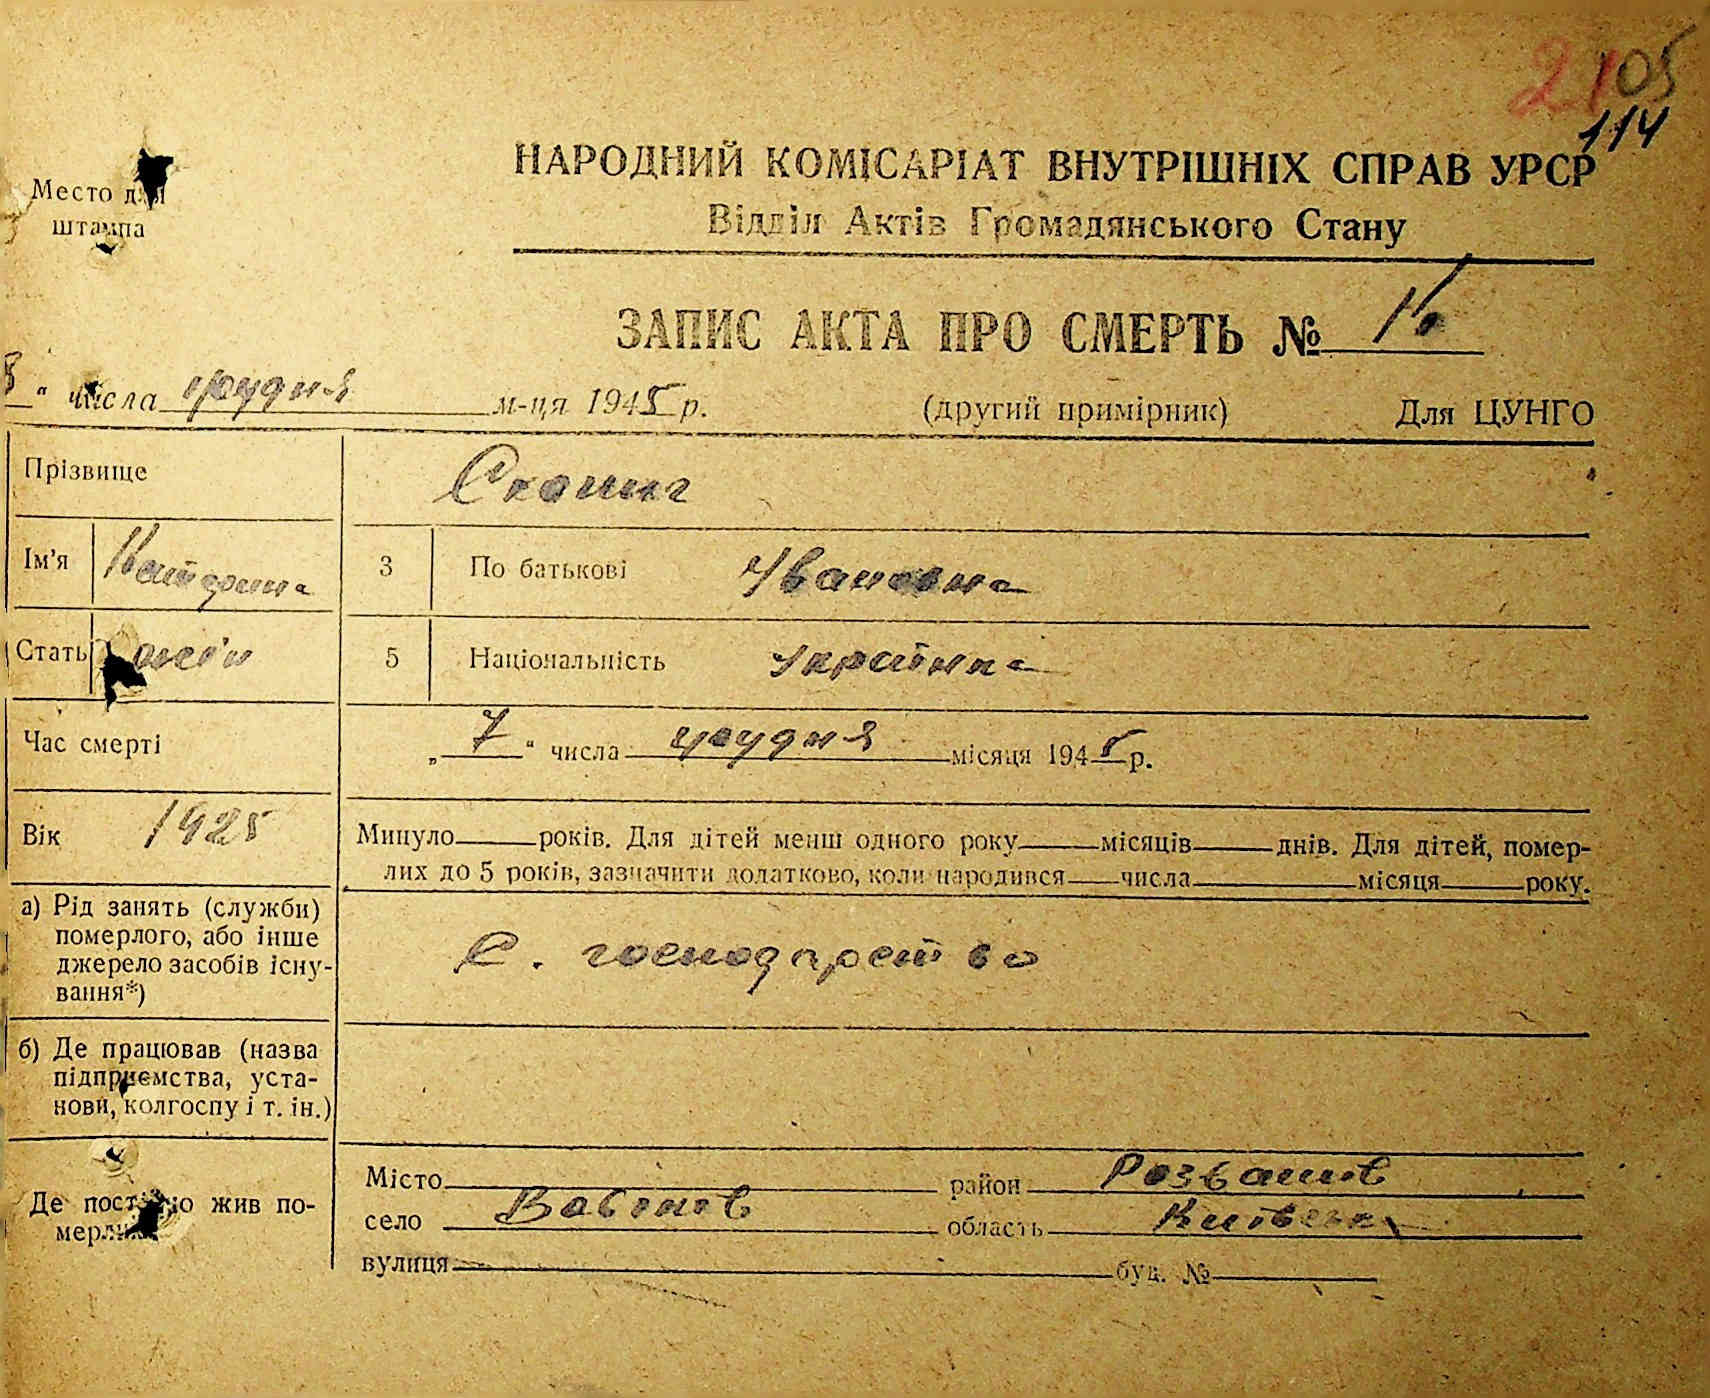 2105
114
Место для
штампа
НАРОДНИЙ КОМІСАРІАТ ВНУТРІШНІХ СПРАВ УРСР
Відділ Актів Громадянського Стану
ЗАПИС АКТА ПРО СМЕРТЬ №
8 " числа грудня м-ця 1945 р. (другий примірник) Для ЦУНГО
Прізвище
Ім'я Катерина 3 По батькові Івановна
Стать 5 Національність Українка
Час смерті „ 7 " числа грудня місяця 1945 р.
Вік 1925 Минуло років. Для дітей менш одного року місяців днів. Для дітей, помер-
лих до 5 років, зазначити додатково, коли народився числа місяця року.
а) Рід занять (служби)
померлого, або інше
джерело засобів існу-
вання*)
С. господарство
б) Де працював (назва
підприємства, уста-
нови, колгоспу і т. ін.)
Де постійно жив по-
мерлий
Місто район Розважів
село область Київська
вулиця буд. №